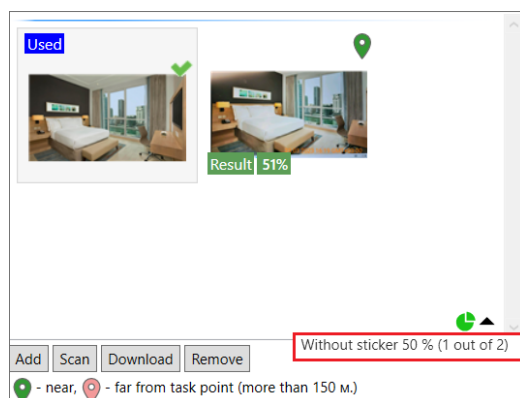 Used
Result 51%
Without sticker 50 % (1 out of 2)
Add Scan Download Remove
- near, - far from task point (more than 150 м.)